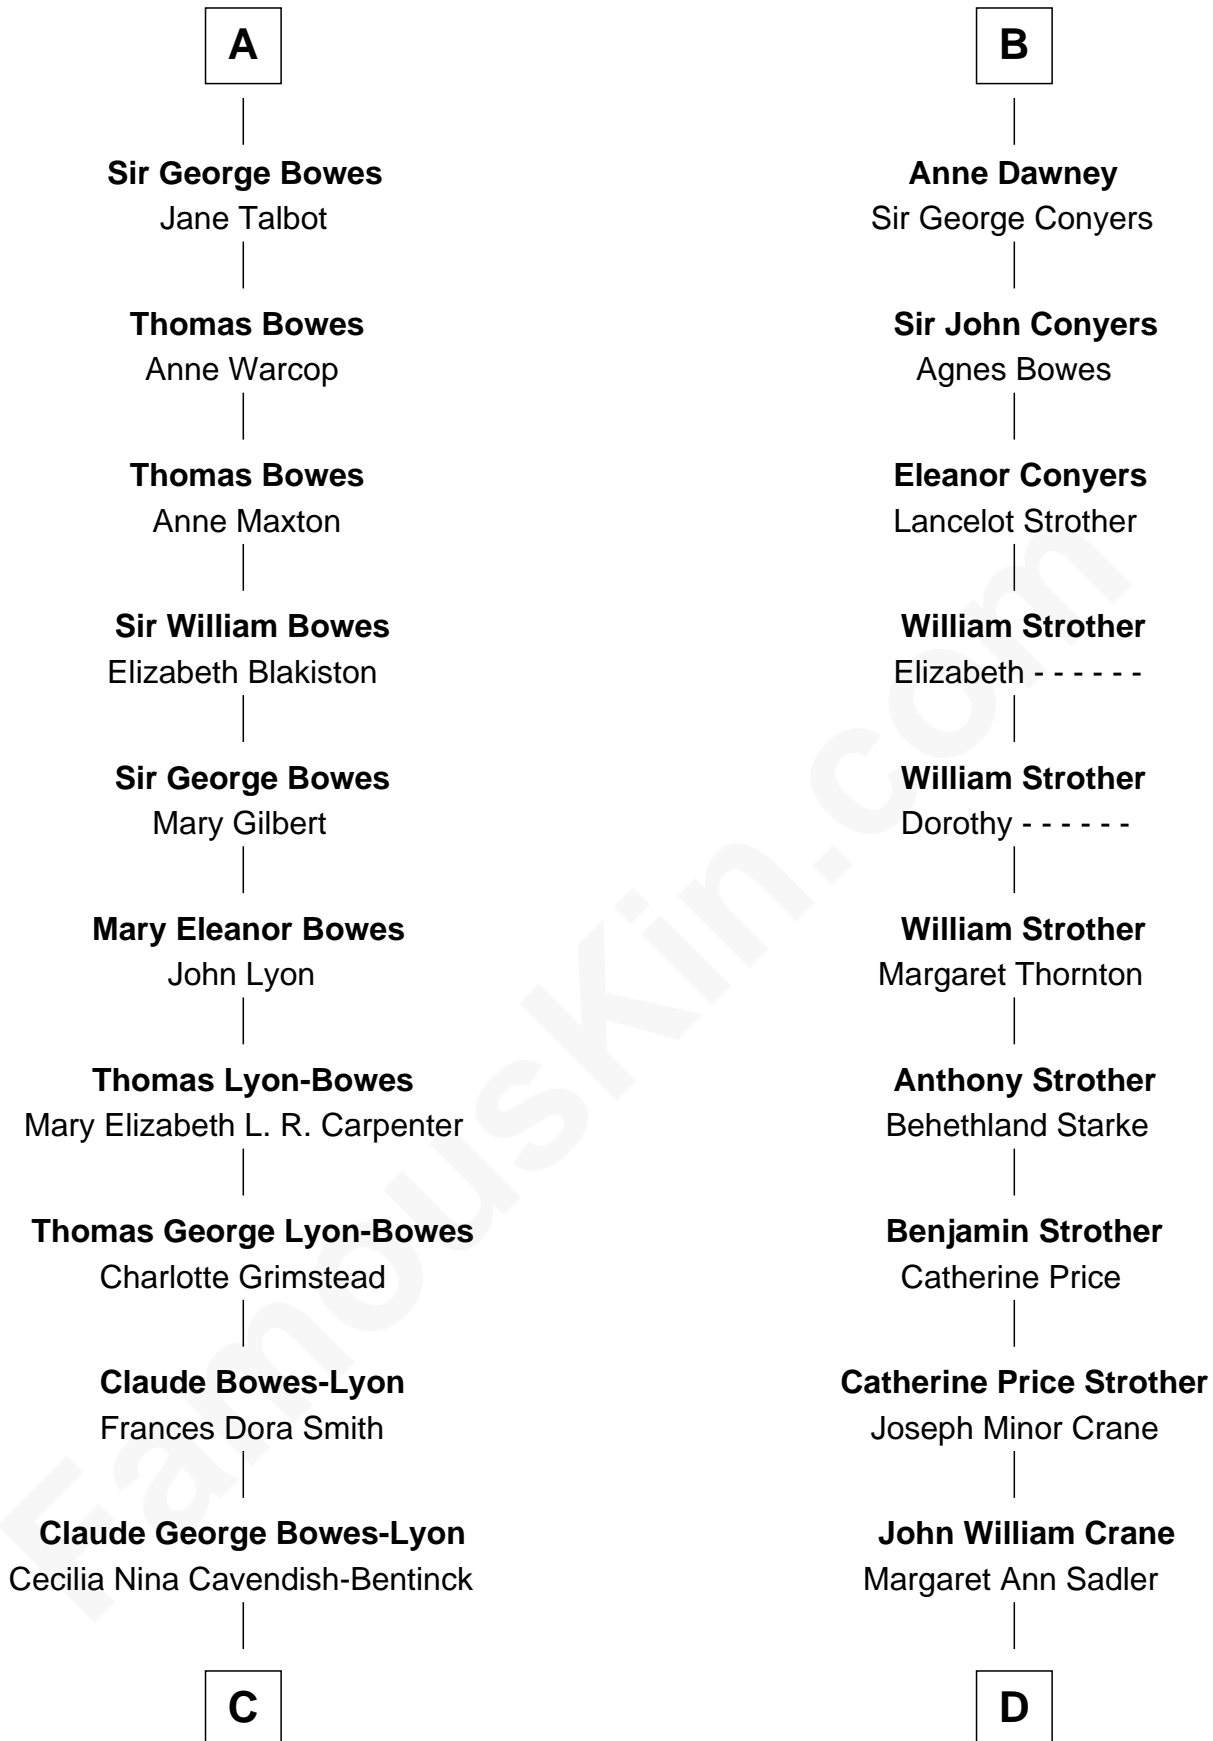 A
Sir George Bowes
Jane Talbot
Thomas Bowes
Anne Warcop
Thomas Bowes
Anne Maxton
Sir William Bowes
Elizabeth Blakiston
Sir George Bowes
Mary Gilbert
Mary Eleanor Bowes
John Lyon
Thomas Lyon-Bowes
Mary Elizabeth L. R. Carpenter
Thomas George Lyon-Bowes
Charlotte Grimstead
Claude Bowes-Lyon
Frances Dora Smith
Claude George Bowes-Lyon
Cecilia Nina Cavendish-Bentinck
C
B
Anne Dawney
Sir George Conyers
Sir John Conyers
Agnes Bowes
Eleanor Conyers
Lancelot Strother
William Strother
Elizabeth - - - - - -
William Strother
Dorothy - - - - - -
William Strother
Margaret Thornton
Anthony Strother
Behethland Starke
Benjamin Strother
Catherine Price
Catherine Price Strother
Joseph Minor Crane
John William Crane
Margaret Ann Sadler
D
FamousKin.com